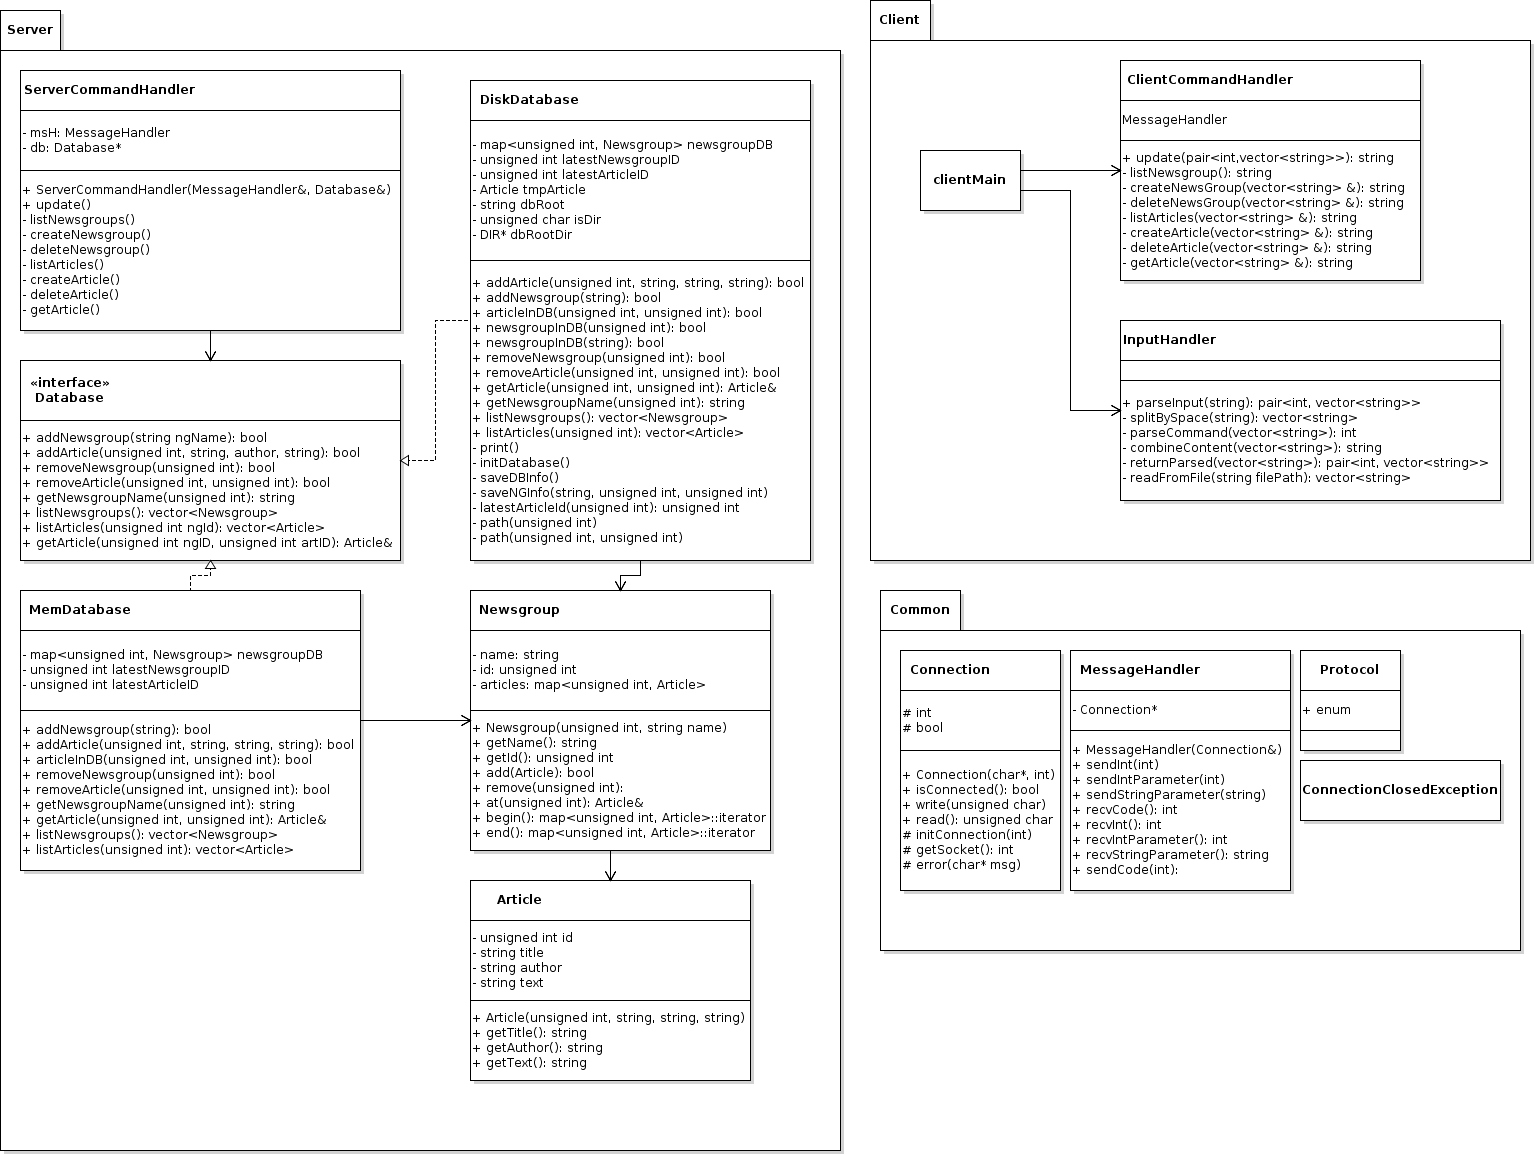 Server
ServerCommandHandler
- msH: MessageHandler
- db: Database*
+ ServerCommandHandler(MessageHandler&, Database&)
+ update()
- listNewsgroups()
- createNewsgroup()
- deleteNewsgroup()
- listArticles()
- createArticle()
- deleteArticle()
- getArticle()
«interface»
Database
+ addNewsgroup(string ngName): bool
+ addArticle(unsigned int, string, author, string): bool
+ removeNewsgroup(unsigned int): bool
+ removeArticle(unsigned int, unsigned int): bool
+ getNewsgroupName(unsigned int): string
+ listNewsgroups(): vector<Newsgroup>
+ listArticles(unsigned int ngId): vector<Article>
+ getArticle(unsigned int ngID, unsigned int artID): Article&
MemDatabase
- map<unsigned int, Newsgroup> newsgroupDB
- unsigned int latestNewsgroupID
- unsigned int latestArticleID
+ addNewsgroup(string): bool
+ addArticle(unsigned int, string, string, string): bool
+ articleInDB(unsigned int, unsigned int): bool
+ removeNewsgroup(unsigned int): bool
+ removeArticle(unsigned int, unsigned int): bool
+ getNewsgroupName(unsigned int): string
+ getArticle(unsigned int, unsigned int): Article&
+ listNewsgroups(): vector<Newsgroup>
+ listArticles(unsigned int): vector<Article>
DiskDatabase
- map<unsigned int, Newsgroup> newsgroupDB
- unsigned int latestNewsgroupID
- unsigned int latestArticleID
- Article tmpArticle
- string dbRoot
- unsigned char isDir
- DIR* dbRootDir
+ addArticle(unsigned int, string, string, string): bool
+ addNewsgroup(string): bool
+ articleInDB(unsigned int, unsigned int): bool
+ newsgroupInDB(unsigned int): bool
+ newsgroupInDB(string): bool
+ removeNewsgroup(unsigned int): bool
+ removeArticle(unsigned int, unsigned int): bool
+ getArticle(unsigned int, unsigned int): Article&
+ getNewsgroupName(unsigned int): string
+ listNewsgroups(): vector<Newsgroup>
+ listArticles(unsigned int): vector<Article>
- print()
- initDatabase()
- saveDBInfo()
- saveNGInfo(string, unsigned int, unsigned int)
- latestArticleId(unsigned int): unsigned int
- path(unsigned int)
- path(unsigned int, unsigned int)
Newsgroup
- name: string
- id: unsigned int
- articles: map<unsigned int, Article>
+ Newsgroup(unsigned int, string name)
+ getName(): string
+ getId(): unsigned int
+ add(Article): bool
+ remove(unsigned int):
+ at(unsigned int): Article&
+ begin(): map<unsigned int, Article>::iterator
+ end(): map<unsigned int, Article>::iterator
Article
- unsigned int id
- string title
- string author
- string text
+ Article(unsigned int, string, string, string)
+ getTitle(): string
+ getAuthor(): string
+ getText(): string
Client
clientMain
ClientCommandHandler
MessageHandler
+ update(pair<int,vector<string>>): string
- listNewsgroup(): string
- createNewsGroup(vector<string> &): string
- deleteNewsGroup(vector<string> &): string
- listArticles(vector<string> &): string
- createArticle(vector<string> &): string
- deleteArticle(vector<string> &): string
- getArticle(vector<string> &): string
InputHandler
+ parseInput(string): pair<int, vector<string>>
- splitBySpace(string): vector<string>
- parseCommand(vector<string>): int
- combineContent(vector<string>): string
- returnParsed(vector<string>): pair<int, vector<string>>
- readFromFile(string filePath): vector<string>
Common
Connection
# int
# bool
+ Connection(char*, int)
+ isConnected(): bool
+ write(unsigned char)
+ read(): unsigned char
# initConnection(int)
# getSocket(): int
# error(char* msg)
MessageHandler
- Connection*
+ MessageHandler(Connection&)
+ sendInt(int)
+ sendIntParameter(int)
+ sendStringParameter(string)
+ recvCode(): int
+ recvInt(): int
+ recvIntParameter(): int
+ recvStringParameter(): string
+ sendCode(int):
Protocol
+ enum
ConnectionClosedException